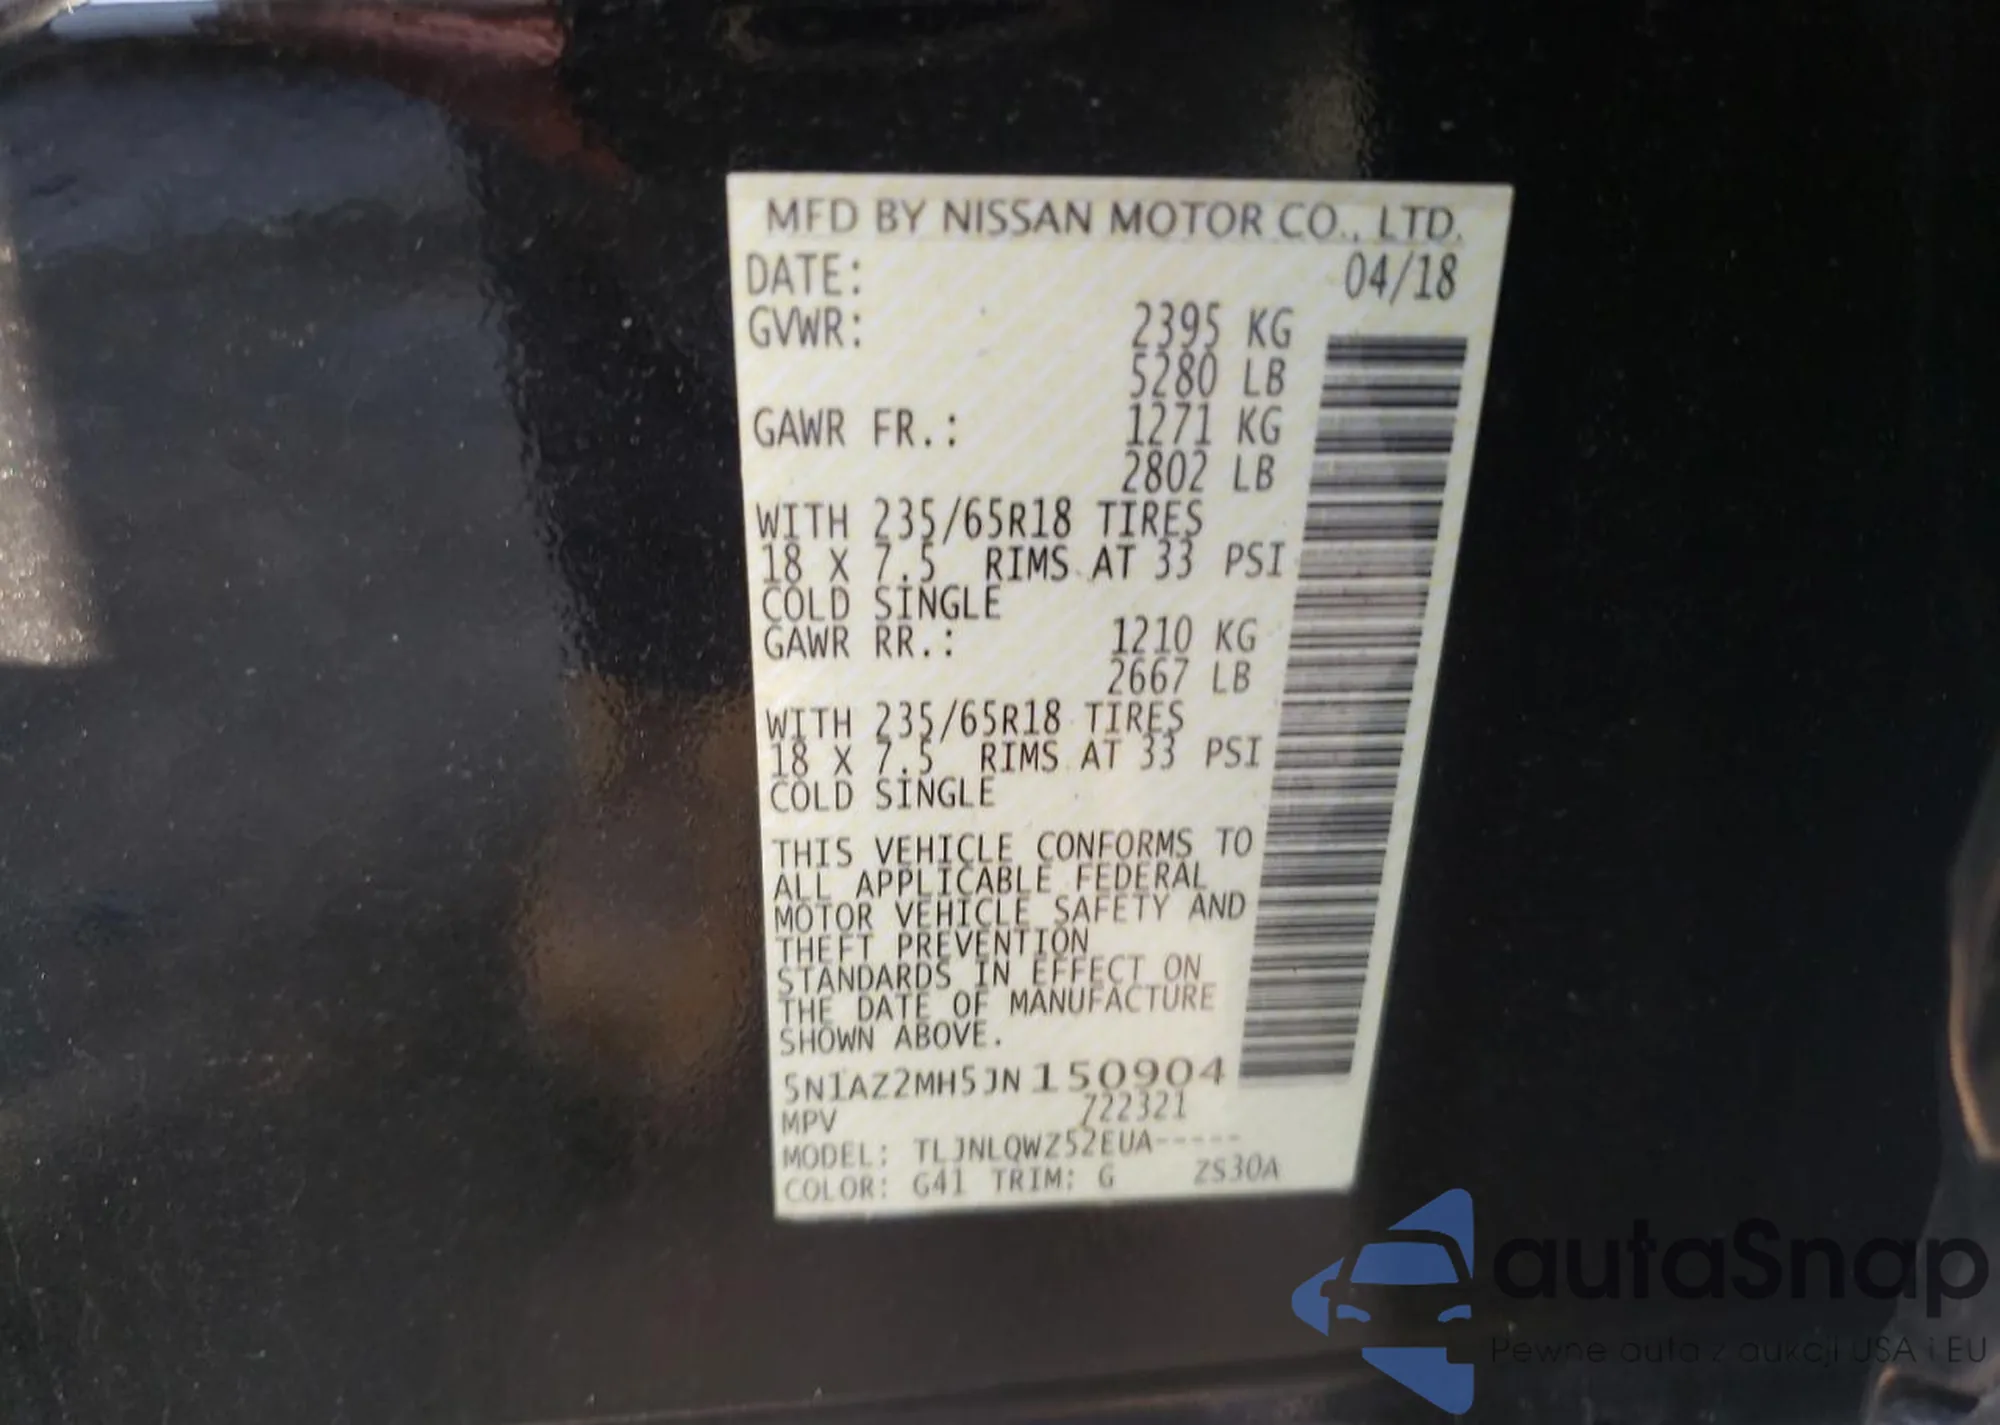 MFD BY NISSAN MOTOR CO., LTD.
DATE: 04/18
GVWR: 2395 KG
5280 LB
GAWR FR.: 1271 KG
2802 LB
WITH 235/65R18 TIRES
18 X 7.5 RIMS AT 33 PSI
COLD SINGLE
GAWR RR.: 1210 KG
2667 LB
WITH 235/65R18 TIRES
18 X 7.5 RIMS AT 33 PSI
COLD SINGLE
THIS VEHICLE CONFORMS TO
ALL APPLICABLE FEDERAL
MOTOR VEHICLE SAFETY AND
THEFT PREVENTION
STANDARDS IN EFFECT ON
THE DATE OF MANUFACTURE
SHOWN ABOVE.
5N1AZ2MH5JN150904
MPV 722321
MODEL: TLJNLQWZ52EUA-----
COLOR: G41 TRIM: G ZS30A
autaSnap
Pewne auta z aukcji USA i EU